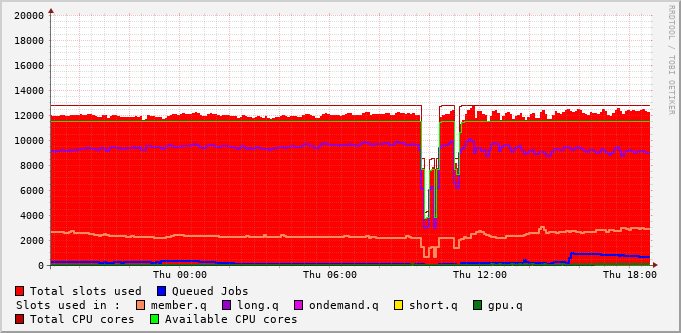 20000
18000
16000
14000
12000
10000
8000
6000
4000
2000
0
Thu 00:00 Thu 06:00 Thu 12:00 Thu 18:00
RRDTOOL / TOBI OETIKER
Total slots used Queued Jobs
Slots used in : member.q long.q ondemand.q short.q gpu.q
Total CPU cores Available CPU cores